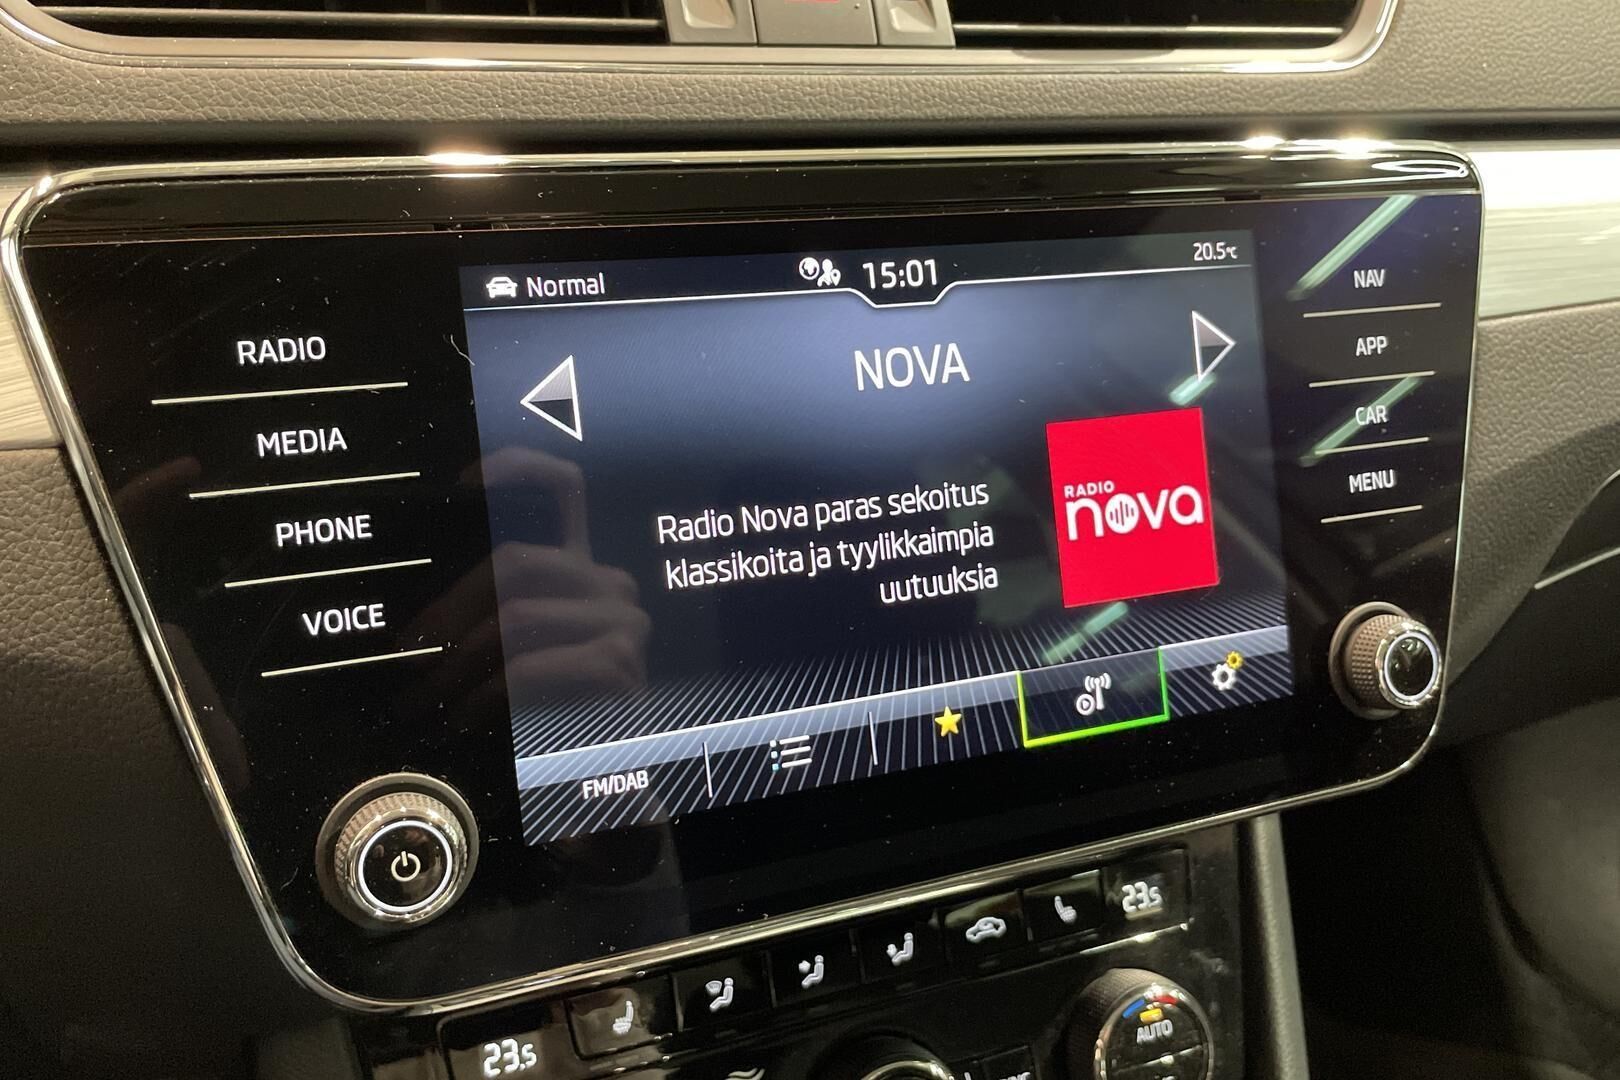 Normal
15:01
20.5°C
RADIO
MEDIA
PHONE
VOICE
NOVA
Radio Nova paras sekoitus
klassikoita ja tyylikkaimpia
uutuuksia
RADIO
nova
FM/DAB
NAV
APP
CAR
MENU
23.5
23.5
AUTO